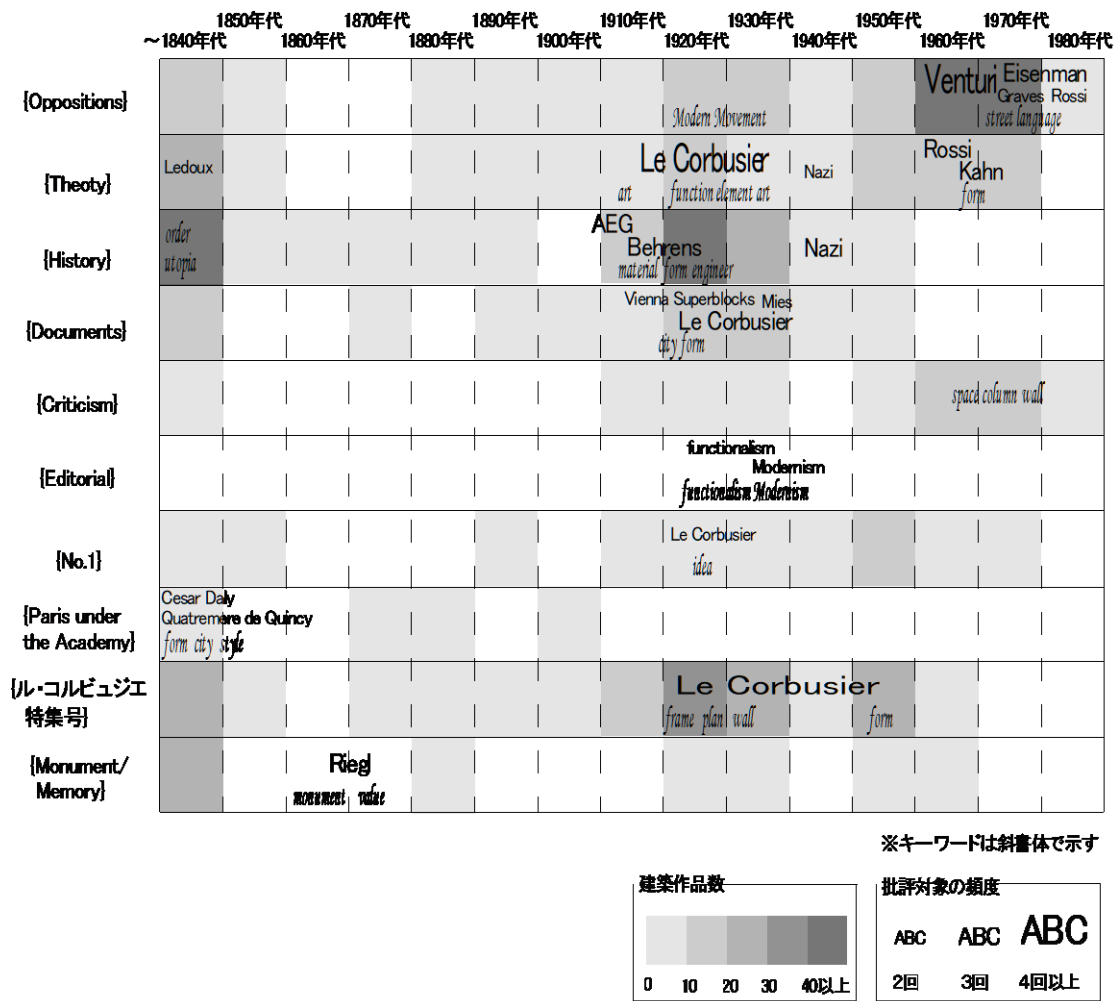 1850年代 1870年代 1890年代 1910年代 1930年代 1950年代 1970年代
～1840年代 1860年代 1880年代 1900年代 1920年代 1940年代 1960年代 1980年代
{Oppositions}
Venturi Eisenman
Graves Rossi
Modern Movement street language
{Theoty}
Ledoux
Le Corbusier
Nazi
Rossi
Kahn
art function element art
form
{History}
order
utopia
AEG
Behrens
Nazi
material form engineer
{Documents}
Vienna Superblocks Mies
Le Corbusier
city form
{Criticism}
space column wall
{Editorial}
functionalism
Modernism
functionalism Modernism
{No.1}
Le Corbusier
idea
{Paris under
the Academy}
Cesar Daly
Quatremere de Quincy
form city style
{ル・コルビュジエ
特集号}
Le Corbusier
frame plan wall form
{Monument/
Memory}
Riegl
monument value
※キーワードは斜書体で示す
建築作品数
0 10 20 30 40以上
批評対象の頻度
ABC ABC ABC
2回 3回 4回以上